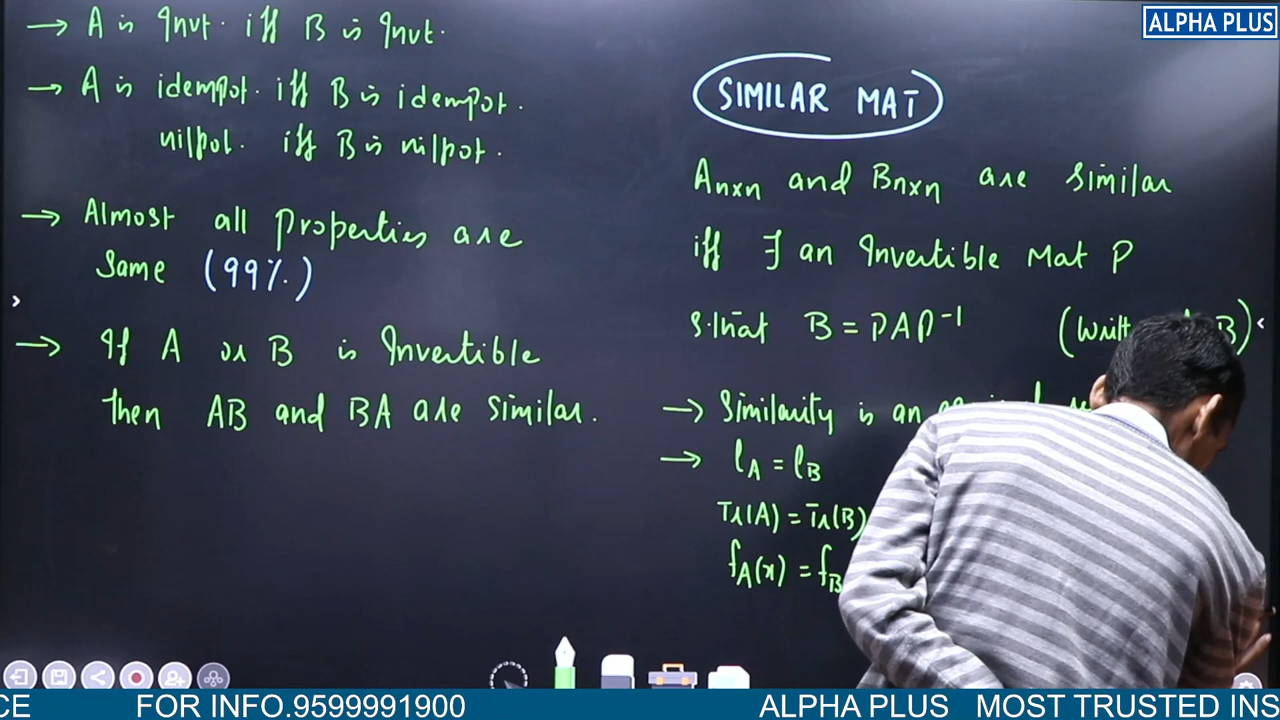 ALPHA PLUS
→ A is Invt. iff B is Invt.
→ A is idempot. iff B is idempot.
nilpot. iff B is nilpot.
→ Almost all properties are
Same (99%.)
→ If A or B is Invertible
then AB and BA are similar.
SIMILAR MAT
Anxn and Bnxn are similar
iff ∃ an Invertible Mat P
s.that B = PAP⁻¹ (Writt B)
→ Similarity is an
→ ρA = ρB
Tr(A) = Tr(B)
fA(x) = fB
CE FOR INFO.9599991900 ALPHA PLUS MOST TRUSTED INS